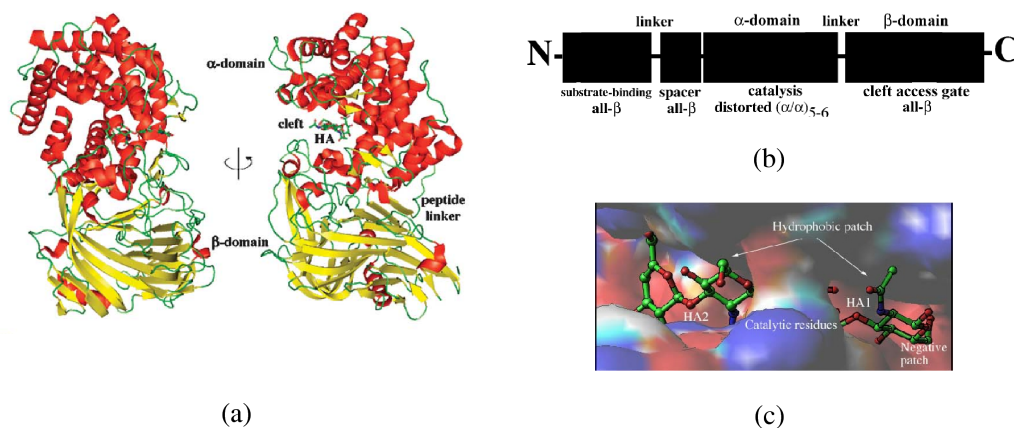 α-domain
cleft
HA
peptide
linker
β-domain
(a)
linker α-domain linker β-domain
N C
substrate-binding spacer catalysis cleft access gate
all-β all-β distorted (α/α)5-6 all-β
(b)
Hydrophobic patch
HA1
HA2
Catalytic residues
Negative
patch
(c)